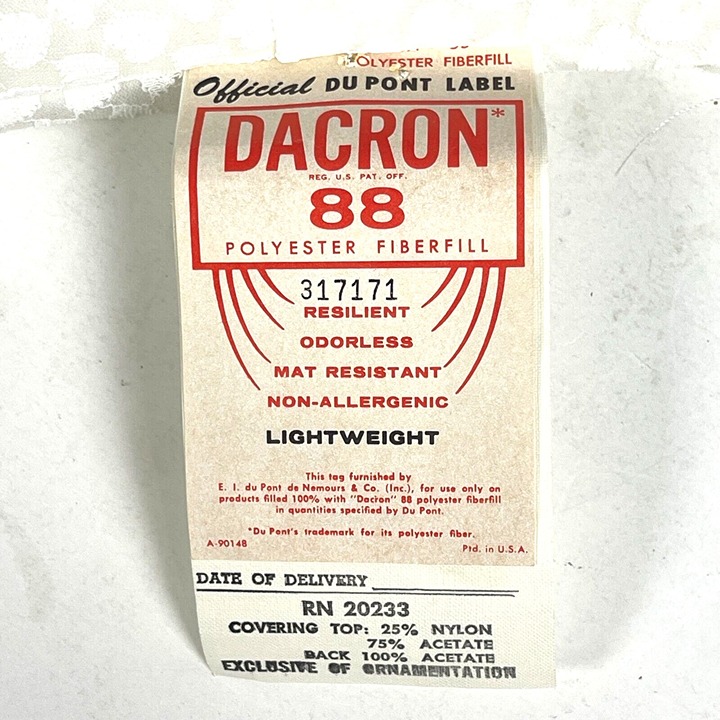 POLYESTER FIBERFILL
Official DU PONT LABEL
DACRON*
REG. U.S. PAT. OFF.
88
POLYESTER FIBERFILL
317171
RESILIENT
ODORLESS
MAT RESISTANT
NON-ALLERGENIC
LIGHTWEIGHT
This tag furnished by
E. I. du Pont de Nemours & Co. (Inc.), for use only on
products filled 100% with "Dacron" 88 polyester fiberfill
in quantities specified by Du Pont.
*Du Pont's trademark for its polyester fiber.
A-90148 Ptd. in U.S.A.
DATE OF DELIVERY
RN 20233
COVERING TOP: 25% NYLON
75% ACETATE
BACK 100% ACETATE
EXCLUSIVE OF ORNAMENTATION